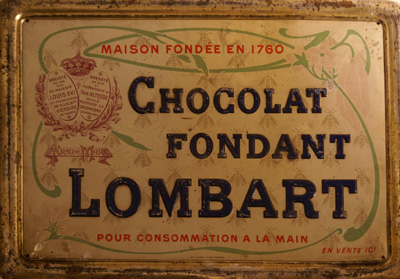 MAISON FONDÉE EN 1760
CHOCOLAT
FONDANT
LOMBART
POUR CONSOMMATION A LA MAIN
EN VENTE ICI